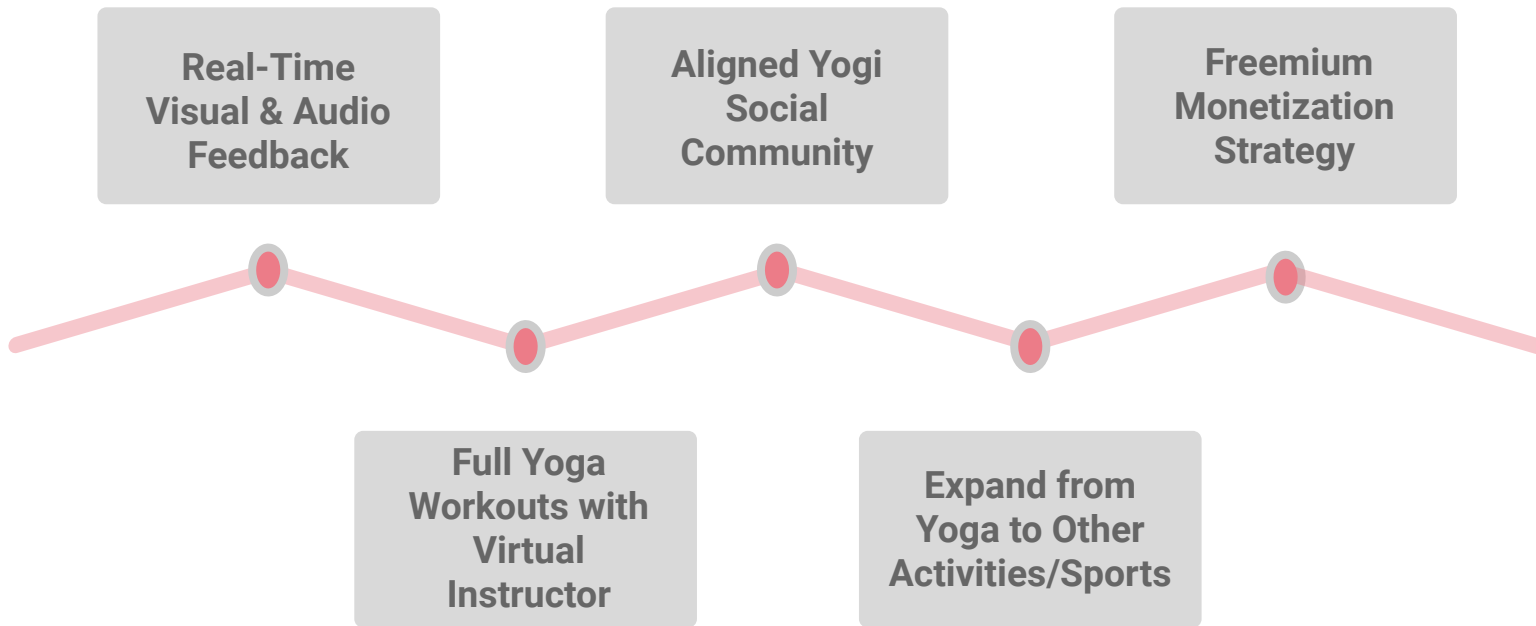 Real-Time
Visual & Audio
Feedback
Full Yoga
Workouts with
Virtual
Instructor
Aligned Yogi
Social
Community
Expand from
Yoga to Other
Activities/Sports
Freemium
Monetization
Strategy